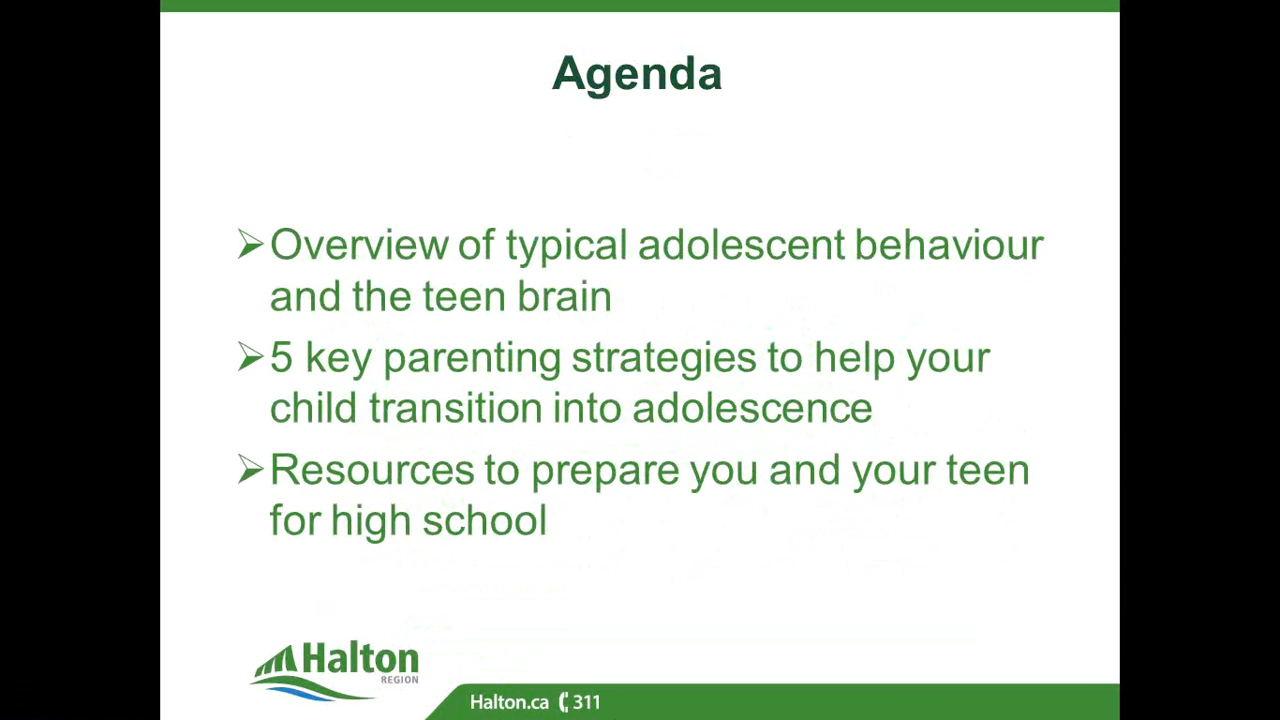 Agenda
Overview of typical adolescent behaviour
and the teen brain
5 key parenting strategies to help your
child transition into adolescence
Resources to prepare you and your teen
for high school
Halton
REGION
Halton.ca 311